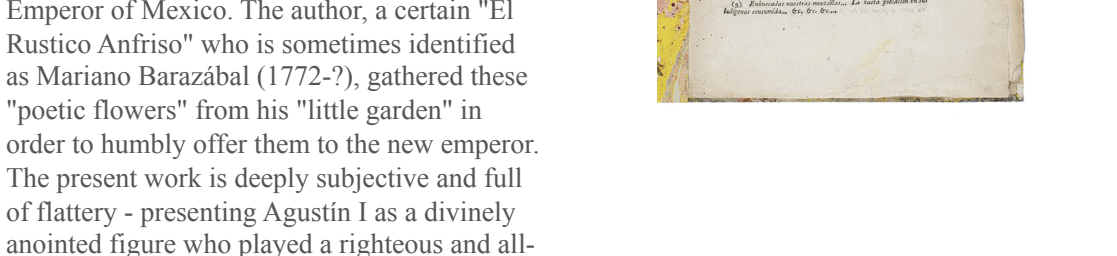 Emperor of Mexico. The author, a certain "El
Rustico Anfriso" who is sometimes identified
as Mariano Barazábal (1772-?), gathered these
"poetic flowers" from his "little garden" in
order to humbly offer them to the new emperor.
The present work is deeply subjective and full
of flattery - presenting Agustín I as a divinely
anointed figure who played a righteous and all-
(3) nuestras montañas... La vasta poblacion en sus
Indígenas consumida... &c. &c. &c...